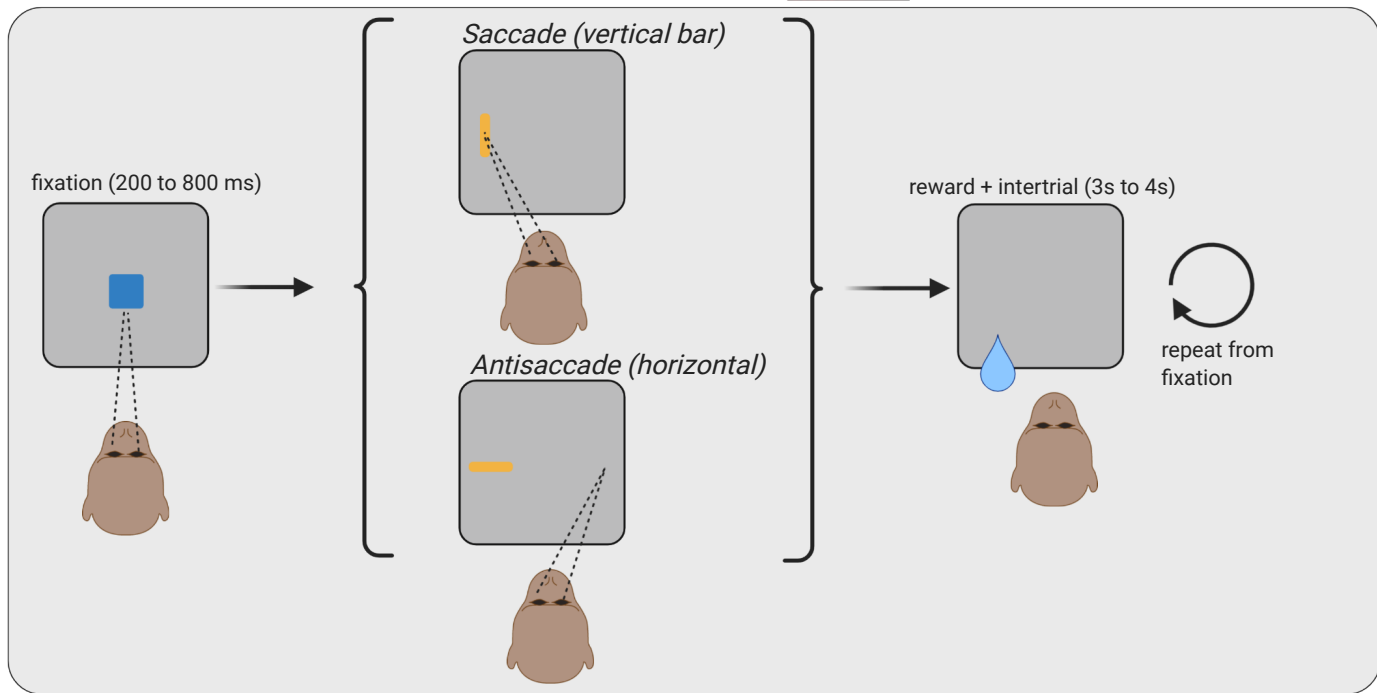 fixation (200 to 800 ms)
Saccade (vertical bar)
Antisaccade (horizontal)
reward + intertrial (3s to 4s)
repeat from
fixation